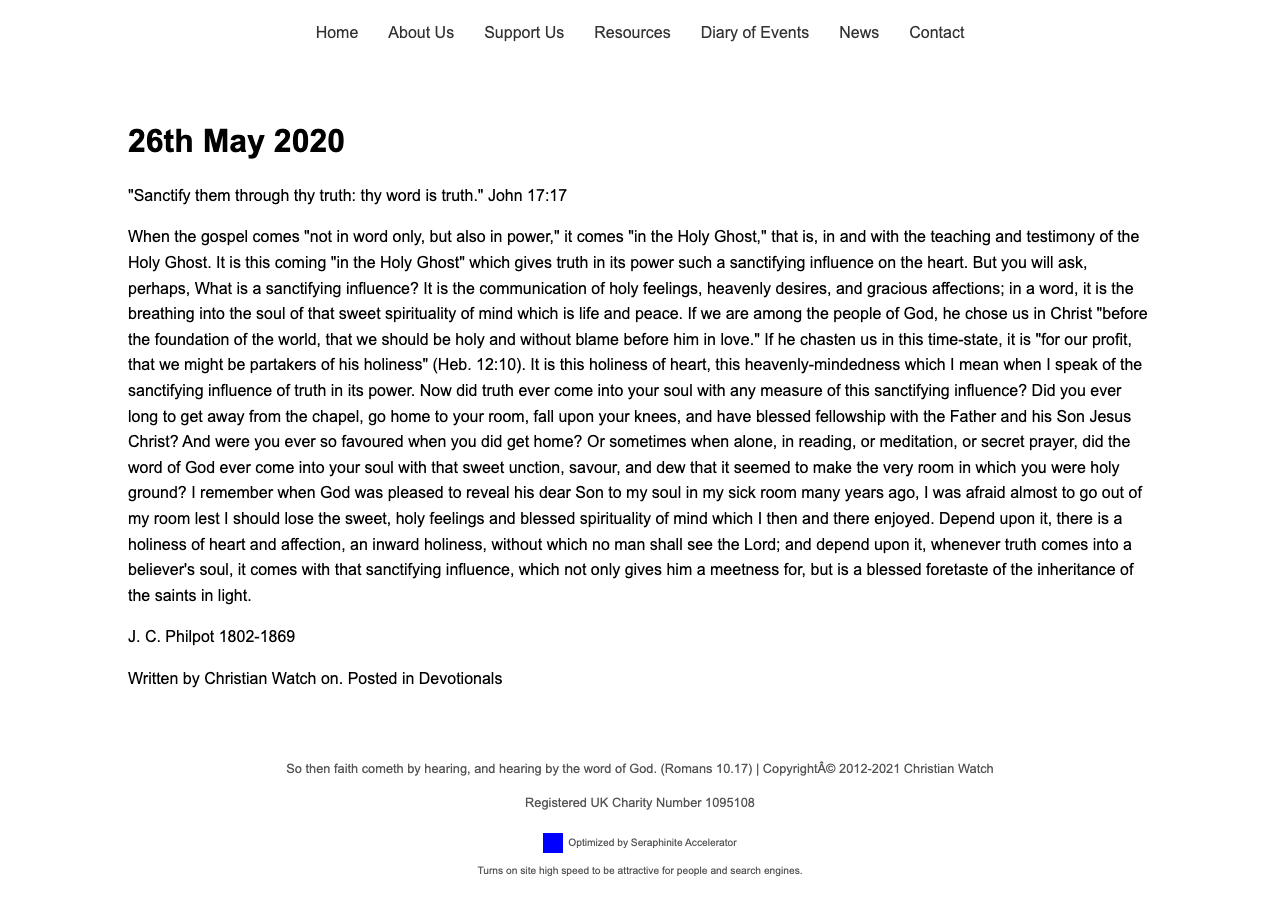 Home About Us Support Us Resources Diary of Events News Contact
26th May 2020
"Sanctify them through thy truth: thy word is truth." John 17:17
When the gospel comes "not in word only, but also in power," it comes "in the Holy Ghost," that is, in and with the teaching and testimony of the
Holy Ghost. It is this coming "in the Holy Ghost" which gives truth in its power such a sanctifying influence on the heart. But you will ask,
perhaps, What is a sanctifying influence? It is the communication of holy feelings, heavenly desires, and gracious affections; in a word, it is the
breathing into the soul of that sweet spirituality of mind which is life and peace. If we are among the people of God, he chose us in Christ "before
the foundation of the world, that we should be holy and without blame before him in love." If he chasten us in this time-state, it is "for our profit,
that we might be partakers of his holiness" (Heb. 12:10). It is this holiness of heart, this heavenly-mindedness which I mean when I speak of the
sanctifying influence of truth in its power. Now did truth ever come into your soul with any measure of this sanctifying influence? Did you ever
long to get away from the chapel, go home to your room, fall upon your knees, and have blessed fellowship with the Father and his Son Jesus
Christ? And were you ever so favoured when you did get home? Or sometimes when alone, in reading, or meditation, or secret prayer, did the
word of God ever come into your soul with that sweet unction, savour, and dew that it seemed to make the very room in which you were holy
ground? I remember when God was pleased to reveal his dear Son to my soul in my sick room many years ago, I was afraid almost to go out of
my room lest I should lose the sweet, holy feelings and blessed spirituality of mind which I then and there enjoyed. Depend upon it, there is a
holiness of heart and affection, an inward holiness, without which no man shall see the Lord; and depend upon it, whenever truth comes into a
believer's soul, it comes with that sanctifying influence, which not only gives him a meetness for, but is a blessed foretaste of the inheritance of
the saints in light.
J. C. Philpot 1802-1869
Written by Christian Watch on. Posted in Devotionals
So then faith cometh by hearing, and hearing by the word of God. (Romans 10.17) | CopyrightÂ© 2012-2021 Christian Watch
Registered UK Charity Number 1095108
Optimized by Seraphinite Accelerator
Turns on site high speed to be attractive for people and search engines.